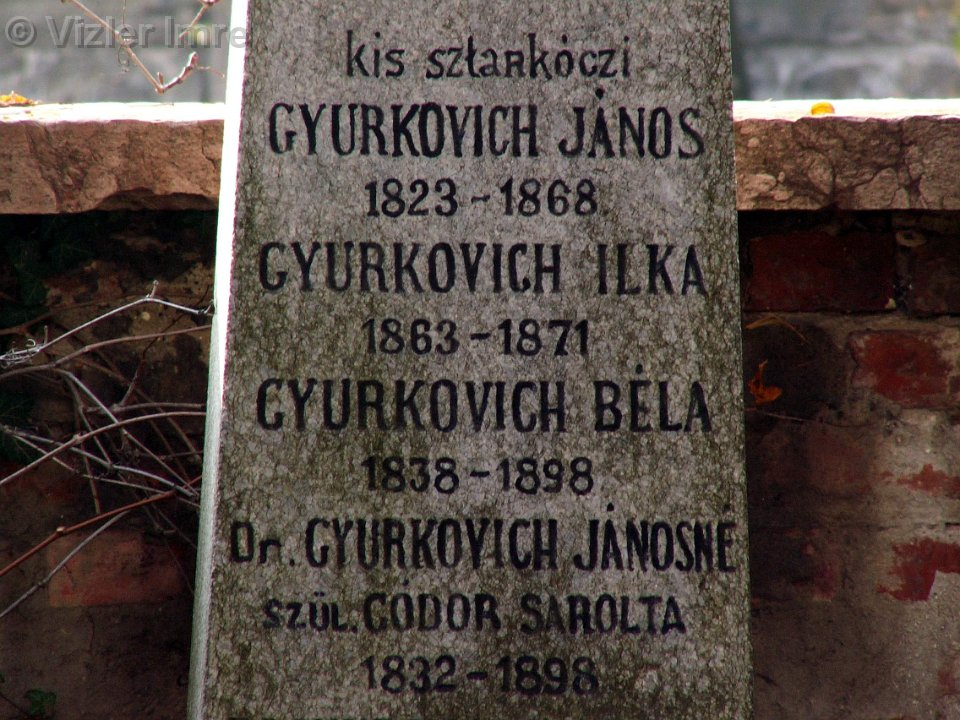 © Vizler Imre
kis sztankóczi
GYURKOVICH JÁNOS
1823-1868
GYURKOVICH ILKA
1863-1871
GYURKOVICH BÉLA
1838-1898
Dr. GYURKOVICH JÁNOSNÉ
SZÜL. GÓDOR SAROLTA
1832-1898